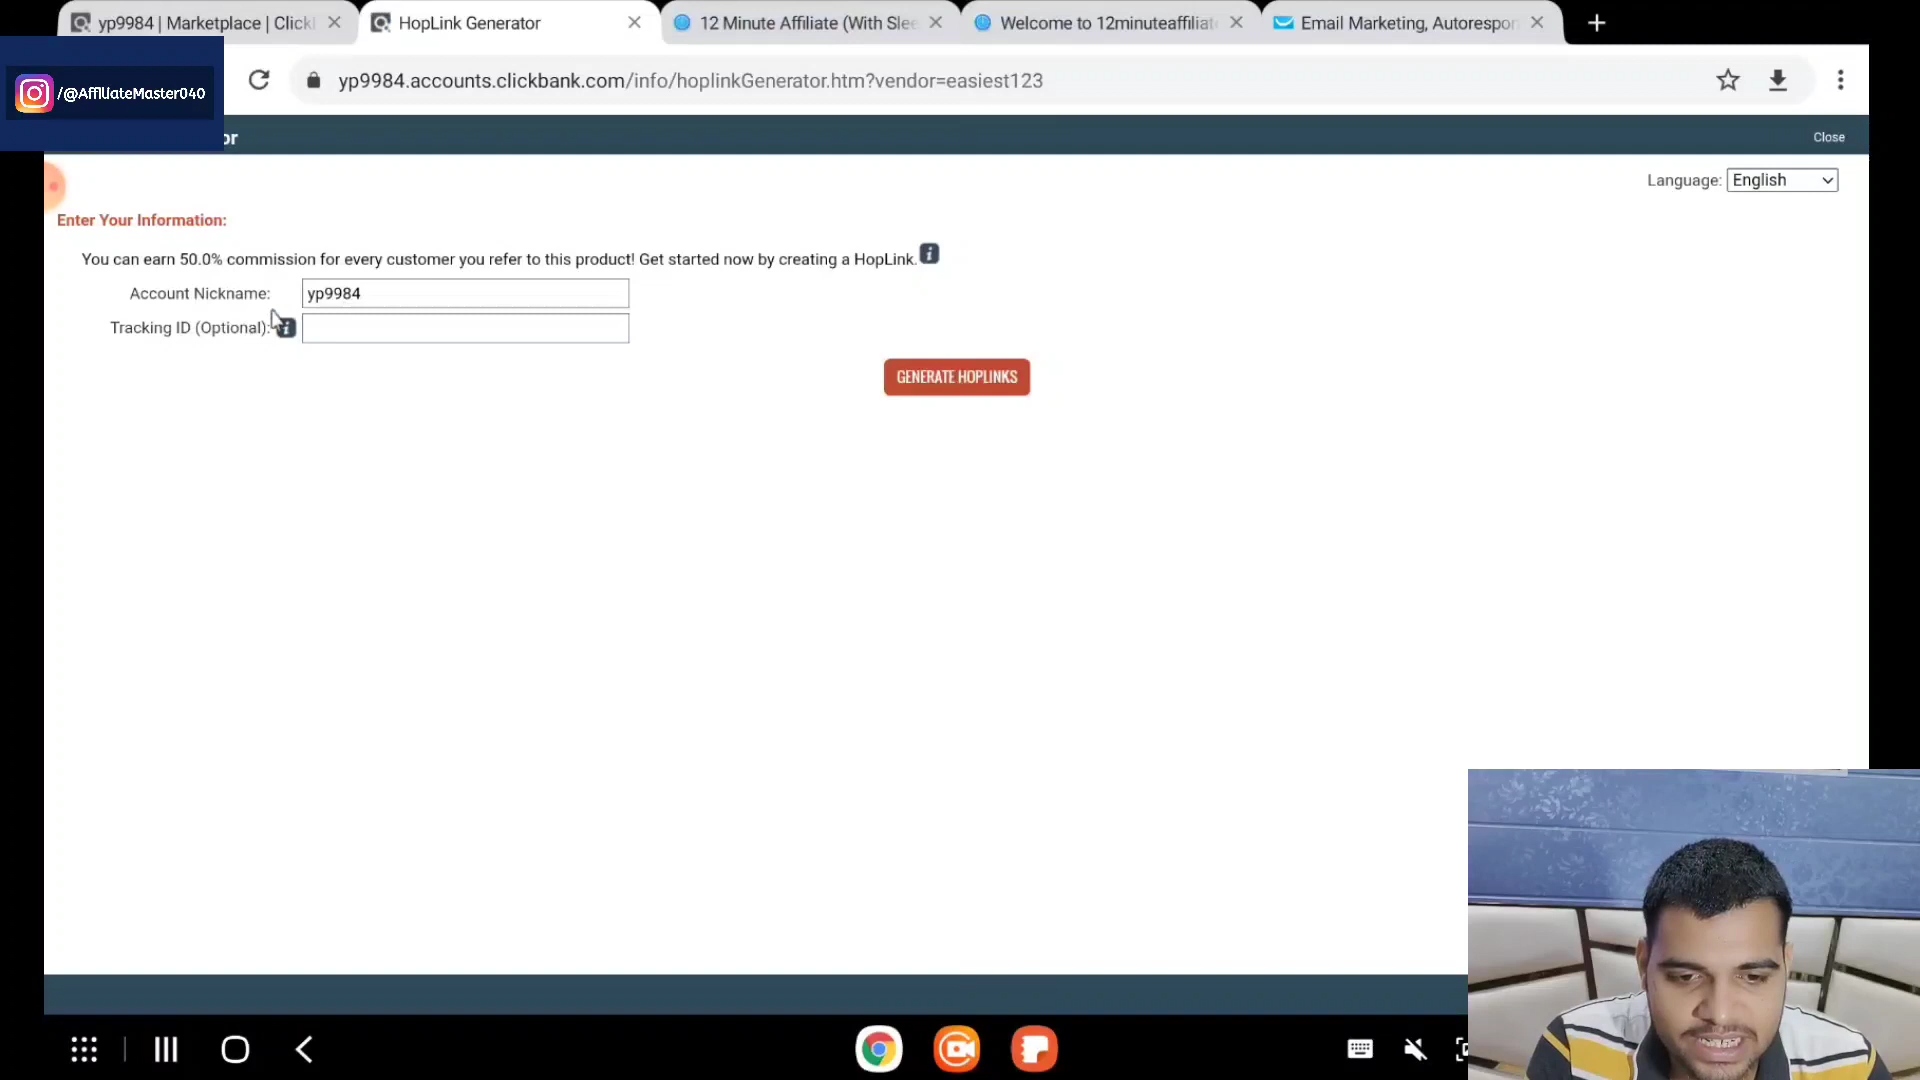 yp9984 | Marketplace | Click
HopLink Generator
12 Minute Affiliate (With Slee
Welcome to 12minuteaffiliat
Email Marketing, Autorespon
/@AffiliateMaster040
yp9984.accounts.clickbank.com/info/hoplinkGenerator.htm?vendor=easiest123
or
Close
Language: English
Enter Your Information:
You can earn 50.0% commission for every customer you refer to this product! Get started now by creating a HopLink.
Account Nickname: yp9984
Tracking ID (Optional):
GENERATE HOPLINKS